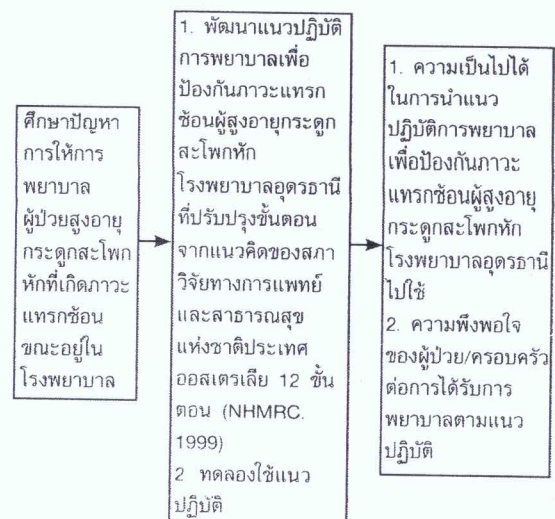 ศึกษาปัญหา
การให้การ
พยาบาล
ผู้ป่วยสูงอายุ
กระดูกสะโพก
หักที่เกิดภาวะ
แทรกซ้อน
ขณะอยู่ใน
โรงพยาบาล
1. พัฒนาแนวปฏิบัติ
การพยาบาลเพื่อ
ป้องกันภาวะแทรก
ซ้อนผู้สูงอายุกระดูก
สะโพกหัก
โรงพยาบาลอุดรธานี
ที่ปรับปรุงขั้นตอน
จากแนวคิดของสภา
วิจัยทางการแพทย์
และสาธารณสุข
แห่งชาติประเทศ
ออสเตรเลีย 12 ขั้น
ตอน (NHMRC.
1999)
2 ทดลองใช้แนว
ปฏิบัติ
1. ความเป็นไปได้
ในการนำแนว
ปฏิบัติการพยาบาล
เพื่อป้องกันภาวะ
แทรกซ้อนผู้สูงอายุ
กระดูกสะโพกหัก
โรงพยาบาลอุดรธานี
ไปใช้
2. ความพึงพอใจ
ของผู้ป่วย/ครอบครัว
ต่อการได้รับการ
พยาบาลตามแนว
ปฏิบัติ